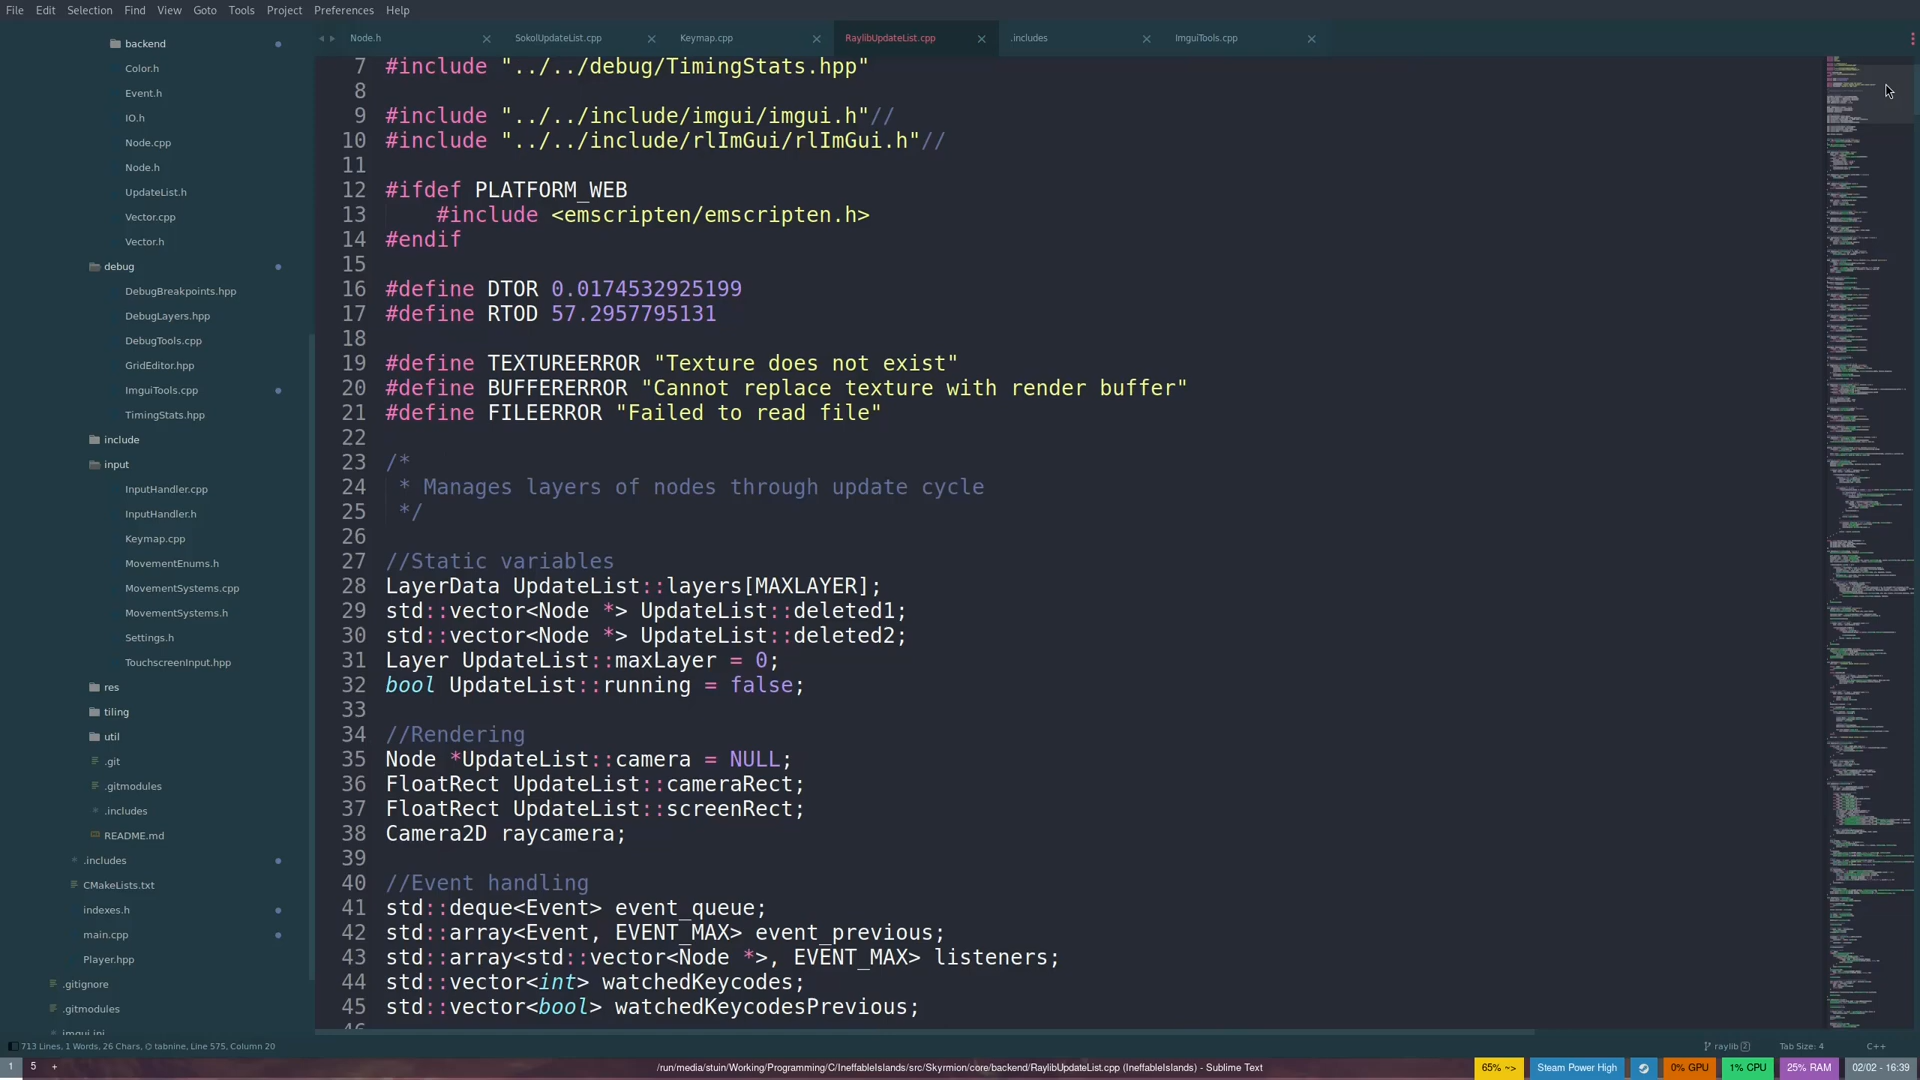 File Edit Selection Find View Goto Tools Project Preferences Help
backend
Color.h
Event.h
IO.h
Node.cpp
Node.h
UpdateList.h
Vector.cpp
Vector.h
debug
DebugBreakpoints.hpp
DebugLayers.hpp
DebugTools.cpp
GridEditor.hpp
ImguiTools.cpp
TimingStats.hpp
include
input
InputHandler.cpp
InputHandler.h
Keymap.cpp
MovementEnums.h
MovementSystems.cpp
MovementSystems.h
Settings.h
TouchscreenInput.hpp
res
tiling
util
.git
.gitmodules
.includes
README.md
.includes
CMakeLists.txt
indexes.h
main.cpp
Player.hpp
.gitignore
.gitmodules
imgui.ini
Node.h SokolUpdateList.cpp Keymap.cpp RaylibUpdateList.cpp .includes ImguiTools.cpp
7 #include "../../debug/TimingStats.hpp"
8
9 #include "../../include/imgui/imgui.h"//
10 #include "../../include/rlImGui/rlImGui.h"//
11
12 #ifdef PLATFORM_WEB
13 #include <emscripten/emscripten.h>
14 #endif
15
16 #define DTOR 0.0174532925199
17 #define RTOD 57.2957795131
18
19 #define TEXTUREERROR "Texture does not exist"
20 #define BUFFERERROR "Cannot replace texture with render buffer"
21 #define FILEERROR "Failed to read file"
22
23 /*
24 * Manages layers of nodes through update cycle
25 */
26
27 //Static variables
28 LayerData UpdateList::layers[MAXLAYER];
29 std::vector<Node *> UpdateList::deleted1;
30 std::vector<Node *> UpdateList::deleted2;
31 Layer UpdateList::maxLayer = 0;
32 bool UpdateList::running = false;
33
34 //Rendering
35 Node *UpdateList::camera = NULL;
36 FloatRect UpdateList::cameraRect;
37 FloatRect UpdateList::screenRect;
38 Camera2D raycamera;
39
40 //Event handling
41 std::deque<Event> event_queue;
42 std::array<Event, EVENT_MAX> event_previous;
43 std::array<std::vector<Node *>, EVENT_MAX> listeners;
44 std::vector<int> watchedKeycodes;
45 std::vector<bool> watchedKeycodesPrevious;
46
713 Lines, 1 Words, 26 Chars, tabnine, Line 575, Column 20 raylib 2 Tab Size: 4 C++
1 5 + /run/media/stuin/Working/Programming/C/IneffableIslands/src/Skyrmion/core/backend/RaylibUpdateList.cpp (IneffableIslands) - Sublime Text 65% ~> Steam Power High 0% GPU 1% CPU 25% RAM 02/02 - 16:39